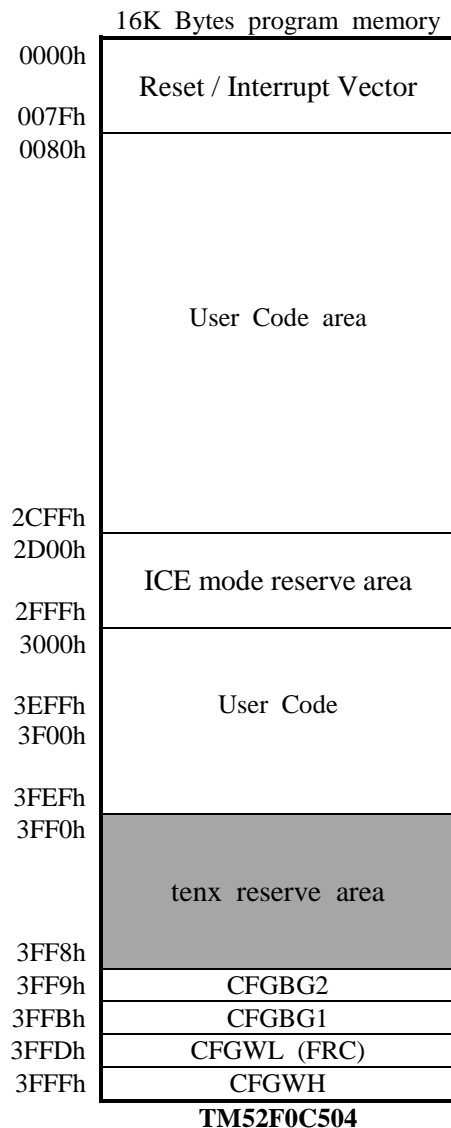 16K Bytes program memory
0000h
Reset / Interrupt Vector
007Fh
0080h
User Code area
2CFFh
2D00h
ICE mode reserve area
2FFFh
3000h
3EFFh
User Code
3F00h
3FEFh
3FF0h
tenx reserve area
3FF8h
3FF9h CFGBG2
3FFBh CFGBG1
3FFDh CFGWL (FRC)
3FFFh CFGWH
TM52F0C504